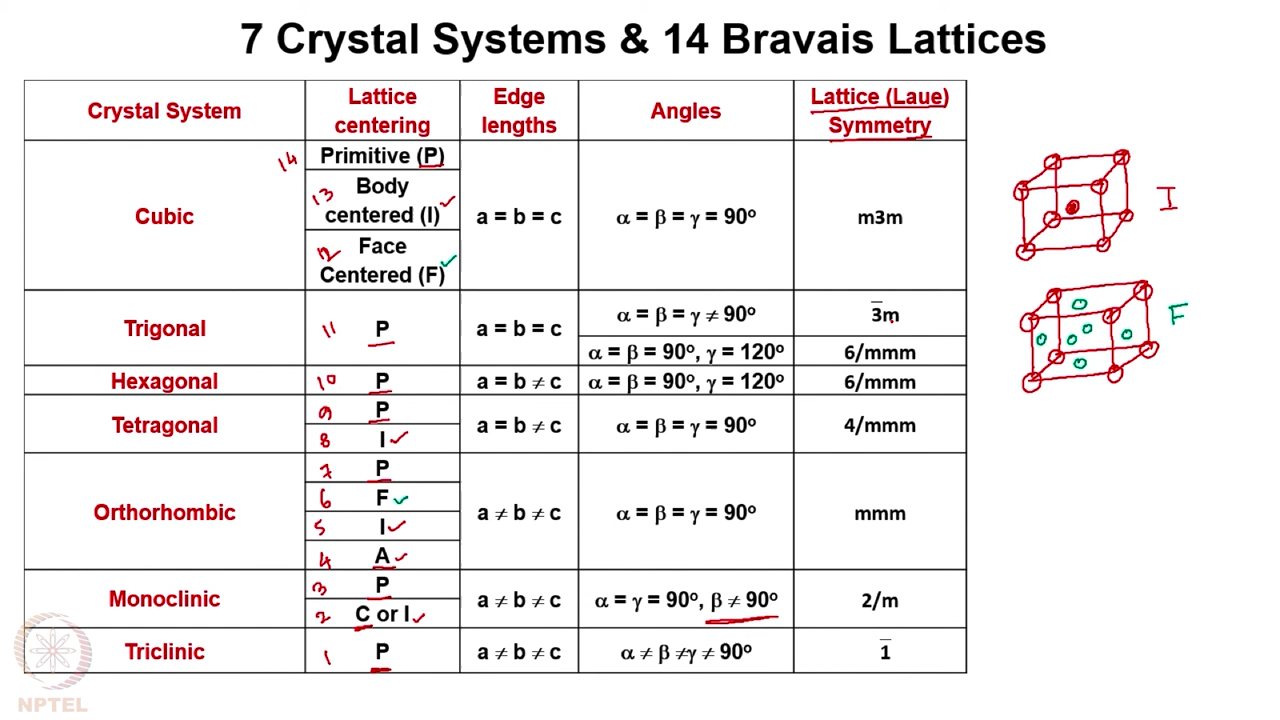 7 Crystal Systems & 14 Bravais Lattices
Crystal System
Lattice
centering
Edge
lengths
Angles
Lattice (Laue)
Symmetry
Cubic
14
Primitive (P)
13
Body
centered (I)
12
Face
Centered (F)
a = b = c
α = β = γ = 90°
m3m
I
F
Trigonal
11
P
a = b = c
α = β = γ ≠ 90°
3̅m
α = β = 90°, γ = 120°
6/mmm
Hexagonal
10
P
a = b ≠ c
α = β = 90°, γ = 120°
6/mmm
Tetragonal
9
P
8
I
a = b ≠ c
α = β = γ = 90°
4/mmm
Orthorhombic
7
P
6
F
5
I
4
A
a ≠ b ≠ c
α = β = γ = 90°
mmm
Monoclinic
3
P
2
C or I
a ≠ b ≠ c
α = γ = 90°, β ≠ 90°
2/m
Triclinic
1
P
a ≠ b ≠ c
α ≠ β ≠ γ ≠ 90°
1̅
NPTEL